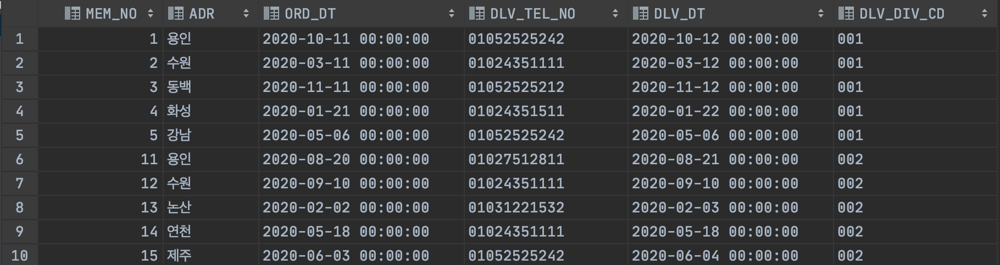 MEM_NO ADR ORD_DT DLV_TEL_NO DLV_DT DLV_DIV_CD
1 1 용인 2020-10-11 00:00:00 01052525242 2020-10-12 00:00:00 001
2 2 수원 2020-03-11 00:00:00 01024351111 2020-03-12 00:00:00 001
3 3 동백 2020-11-11 00:00:00 01052525212 2020-11-12 00:00:00 001
4 4 화성 2020-01-21 00:00:00 01024351511 2020-01-22 00:00:00 001
5 5 강남 2020-05-06 00:00:00 01052525242 2020-05-06 00:00:00 001
6 11 용인 2020-08-20 00:00:00 01027512811 2020-08-21 00:00:00 002
7 12 수원 2020-09-10 00:00:00 01024351111 2020-09-10 00:00:00 002
8 13 논산 2020-02-02 00:00:00 01031221532 2020-02-03 00:00:00 002
9 14 연천 2020-05-18 00:00:00 01024351111 2020-05-18 00:00:00 002
10 15 제주 2020-06-03 00:00:00 01052525242 2020-06-04 00:00:00 002